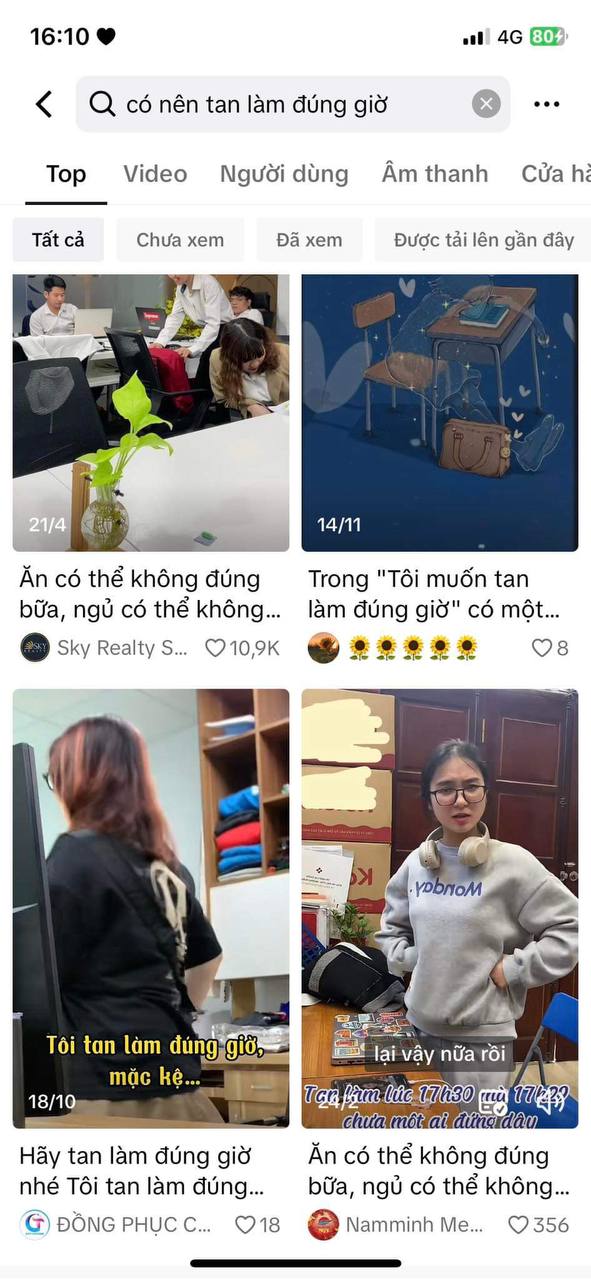 16:10
4G 80
có nên tan làm đúng giờ
Top Video Người dùng Âm thanh Cửa hà
Tất cả Chưa xem Đã xem Được tải lên gần đây
21/4
14/11
Ăn có thể không đúng
bữa, ngủ có thể không...
Sky Realty S... 10,9K
Trong "Tôi muốn tan
làm đúng giờ" có một...
8
Tôi tan làm đúng giờ,
mặc kệ...
18/10
Monday.
lại vậy nữa rồi
Tan làm lúc 17h30 mà 17h29
24/2
chưa một ai đứng dậy
Hãy tan làm đúng giờ
nhé Tôi tan làm đúng...
ĐỒNG PHỤC C... 18
Ăn có thể không đúng
bữa, ngủ có thể không...
Namminh Me... 356